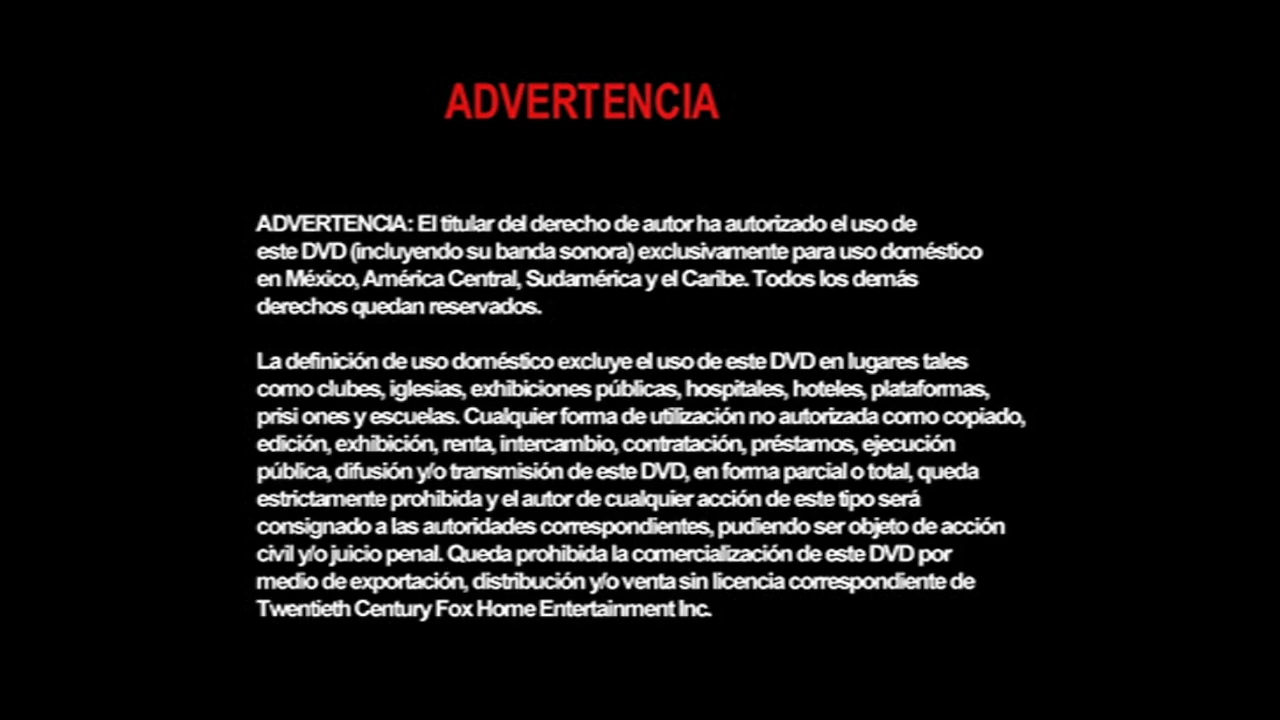 ADVERTENCIA
ADVERTENCIA: El titular del derecho de autor ha autorizado el uso de
este DVD (incluyendo su banda sonora) exclusivamente para uso doméstico
en México, América Central, Sudamérica y el Caribe. Todos los demás
derechos quedan reservados.
La definición de uso doméstico excluye el uso de este DVD en lugares tales
como clubes, iglesias, exhibiciones públicas, hospitales, hoteles, plataformas,
prisi ones y escuelas. Cualquier forma de utilización no autorizada como copiado,
edición, exhibición, renta, intercambio, contratación, préstamos, ejecución
pública, difusión y/o transmisión de este DVD, en forma parcial o total, queda
estrictamente prohibida y el autor de cualquier acción de este tipo será
consignado a las autoridades correspondientes, pudiendo ser objeto de acción
civil y/o juicio penal. Queda prohibida la comercialización de este DVD por
medio de exportación, distribución y/o venta sin licencia correspondiente de
Twentieth Century Fox Home Entertainment Inc.